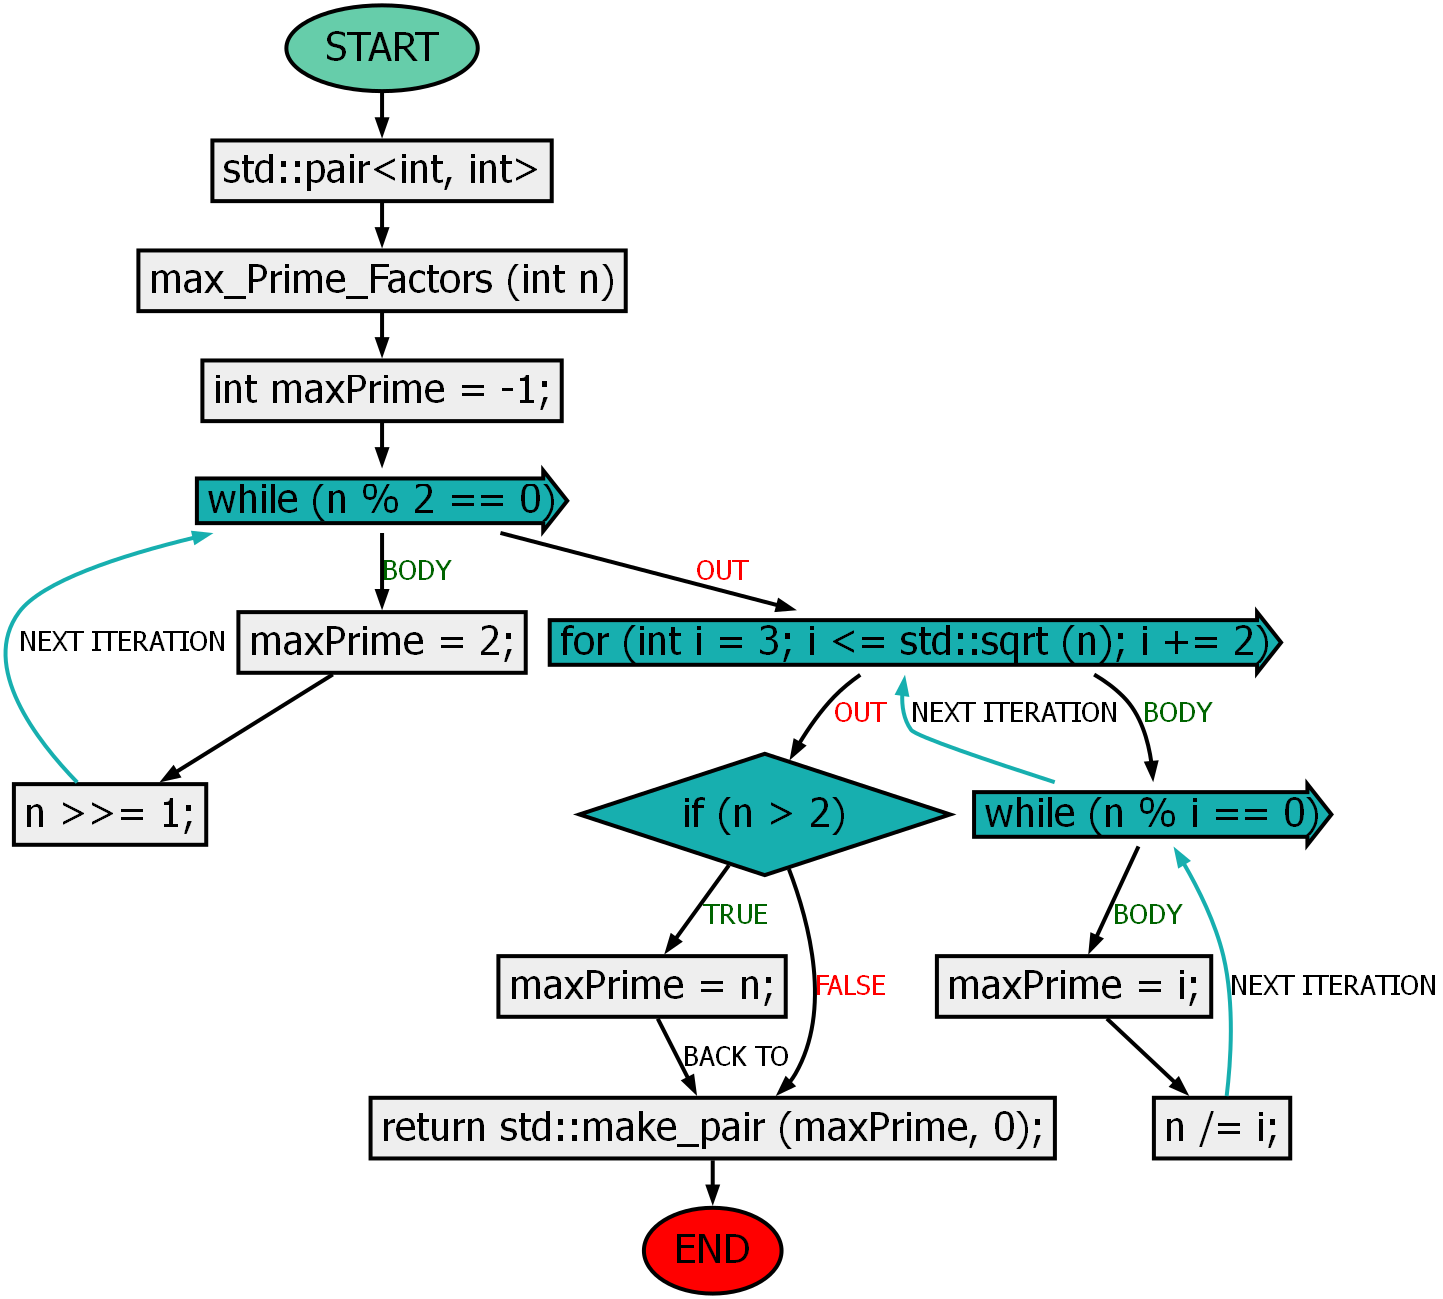 START
std::pair<int, int>
max_Prime_Factors (int n)
int maxPrime = -1;
while (n % 2 == 0)
BODY
OUT
NEXT ITERATION
maxPrime = 2;
for (int i = 3; i <= std::sqrt (n); i += 2)
OUT
NEXT ITERATION
BODY
n >>= 1;
if (n > 2)
while (n % i == 0)
TRUE
BODY
maxPrime = n;
FALSE
maxPrime = i;
NEXT ITERATION
BACK TO
return std::make_pair (maxPrime, 0);
n /= i;
END